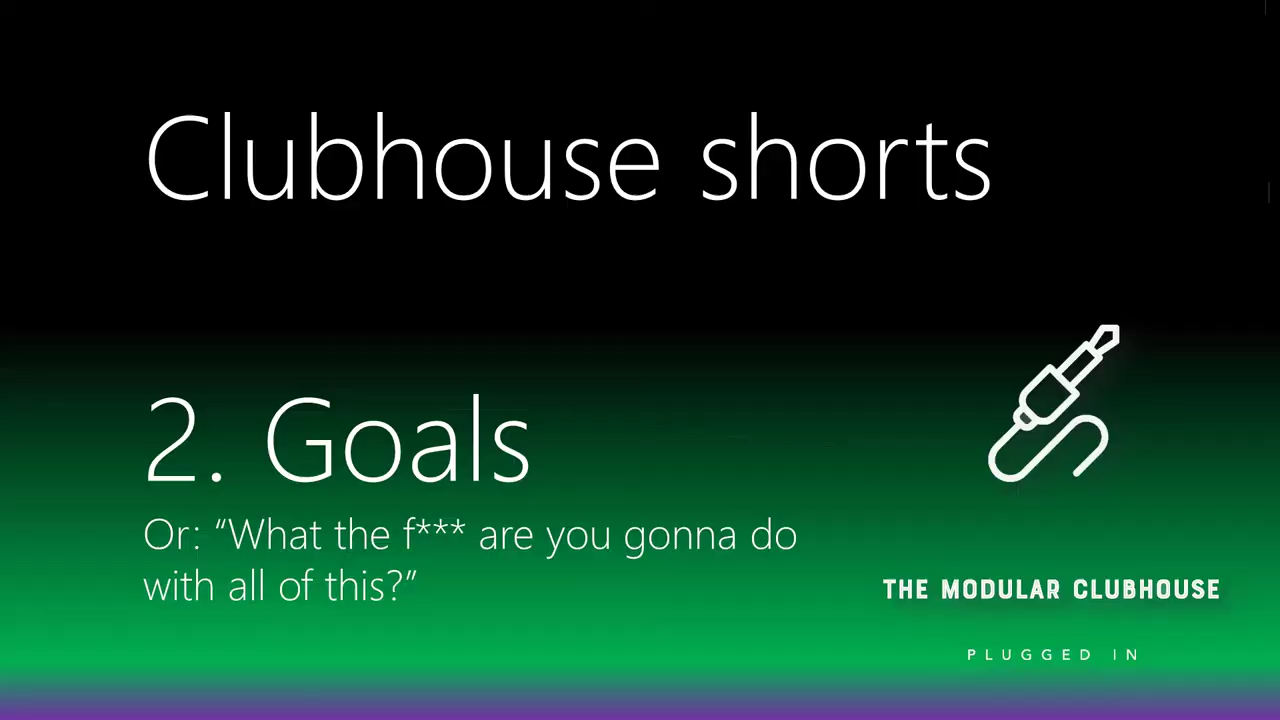 Clubhouse shorts
2. Goals
Or: “What the f*** are you gonna do
with all of this?”
THE MODULAR CLUBHOUSE
PLUGGED IN